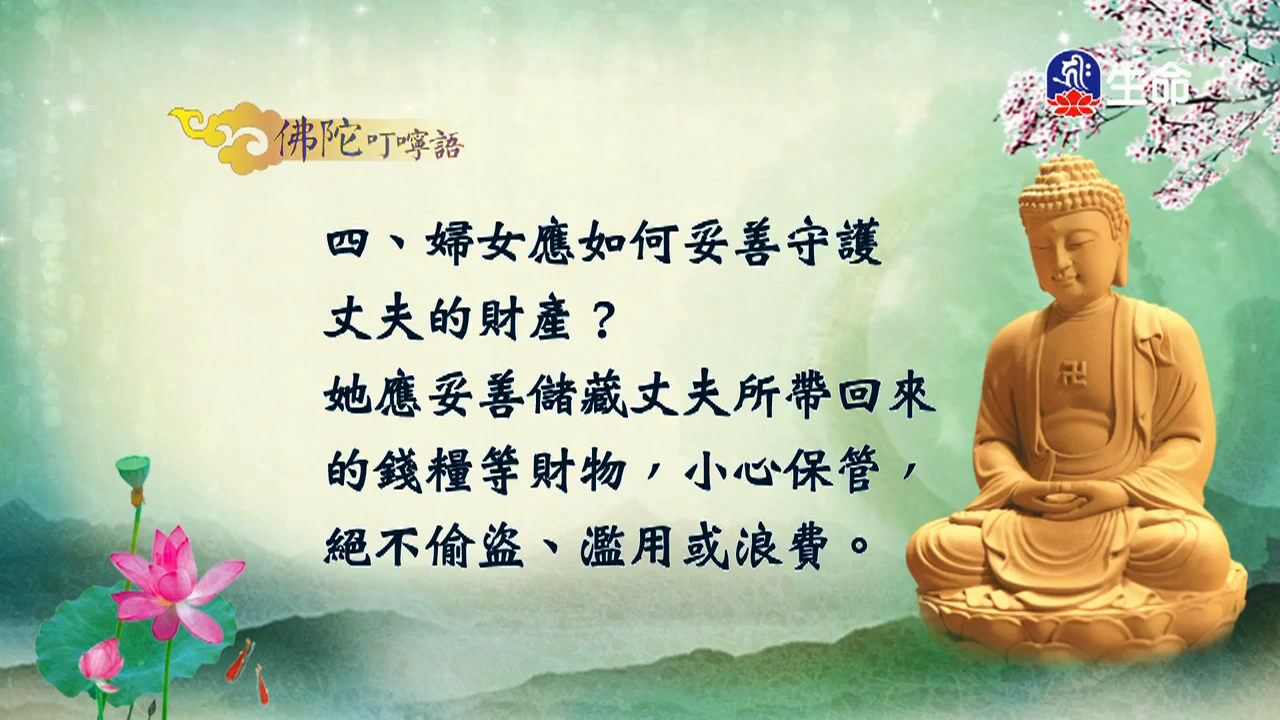 生命
佛陀叮嚀語
四、婦女應如何妥善守護
丈夫的財產？
她應妥善儲藏丈夫所帶回來
的錢糧等財物，小心保管，
絕不偷盜、濫用或浪費。